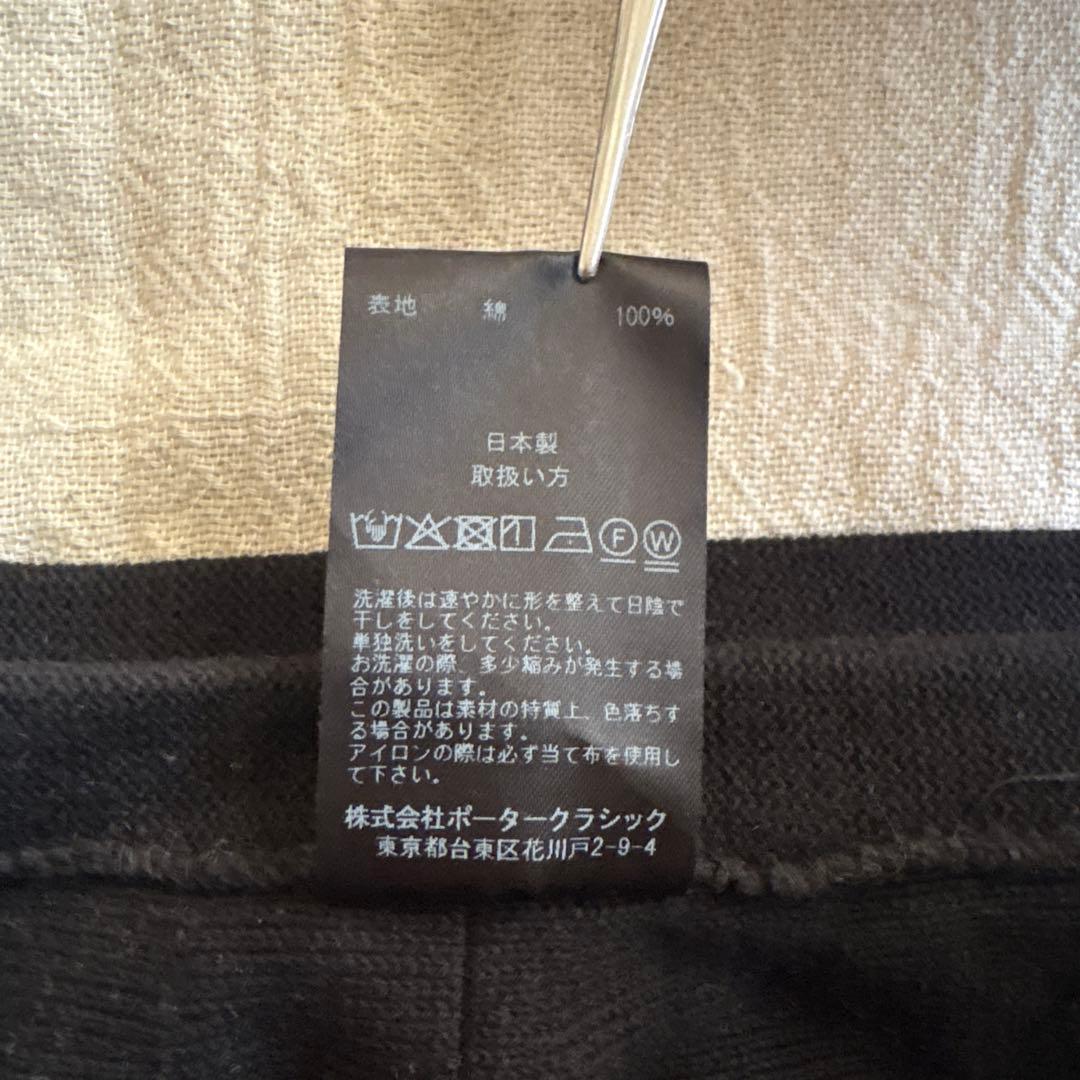 表地 綿 100%
日本製
取扱い方
F W
洗濯後は速やかに形を整えて日陰で
干しをしてください。
単独洗いをしてください。
お洗濯の際、多少縮みが発生する場
合があります。
この製品は素材の特質上、色落ちす
る場合があります。
アイロンの際は必ず当て布を使用し
て下さい。
株式会社ポータークラシック
東京都台東区花川戸2-9-4